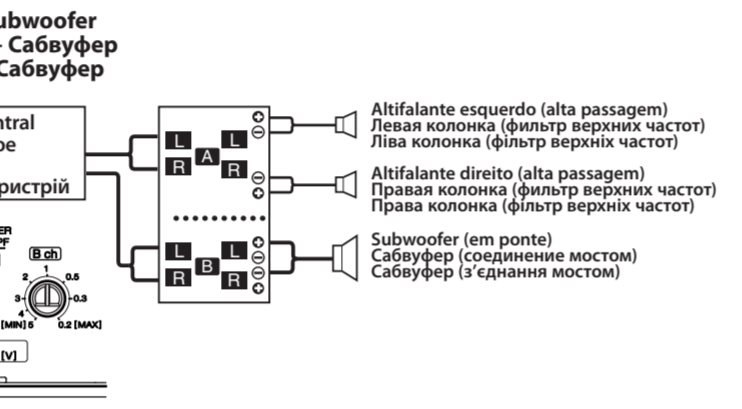 ubwoofer
- Сабвуфер
Сабвуфер
ntral
ристрій
Altifalante esquerdo (alta passagem)
Левая колонка (фильтр верхних частот)
Ліва колонка (фільтр верхніх частот)
L L
A
R R
Altifalante direito (alta passagem)
Правая колонка (фильтр верхних частот)
Права колонка (фільтр верхніх частот)
L L
B
R R
Subwoofer (em ponte)
Сабвуфер (соединение мостом)
Сабвуфер (з’єднання мостом)
ER
PF
B ch
1
2 0.5
3 0.3
4
[MIN] 5 0.2 [MAX]
[V]